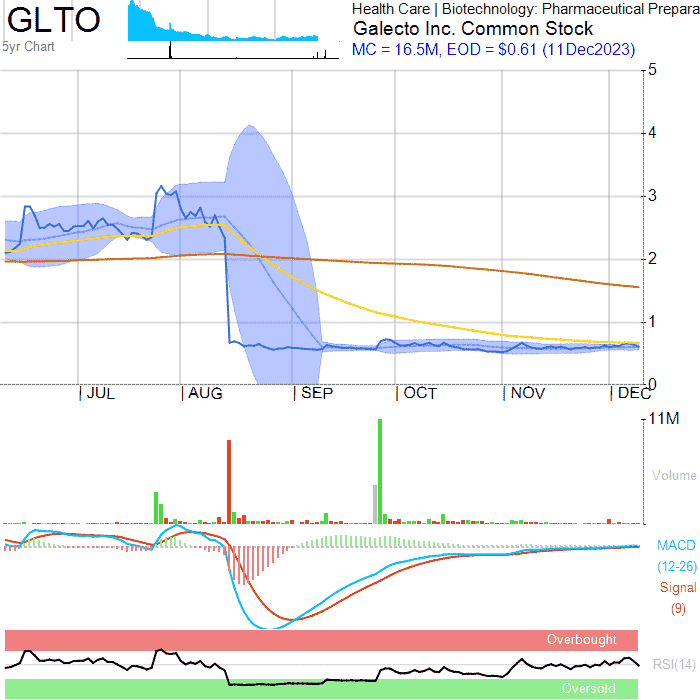 GLTO
5yr Chart
Health Care | Biotechnology: Pharmaceutical Prepara
Galecto Inc. Common Stock
MC = 16.5M, EOD = $0.61 (11Dec2023)
5
4
3
2
1
0
| JUL | AUG | SEP | OCT | NOV | DEC
11M
Volume
MACD
(12-26)
Signal
(9)
Overbought
RSI(14)
Oversold